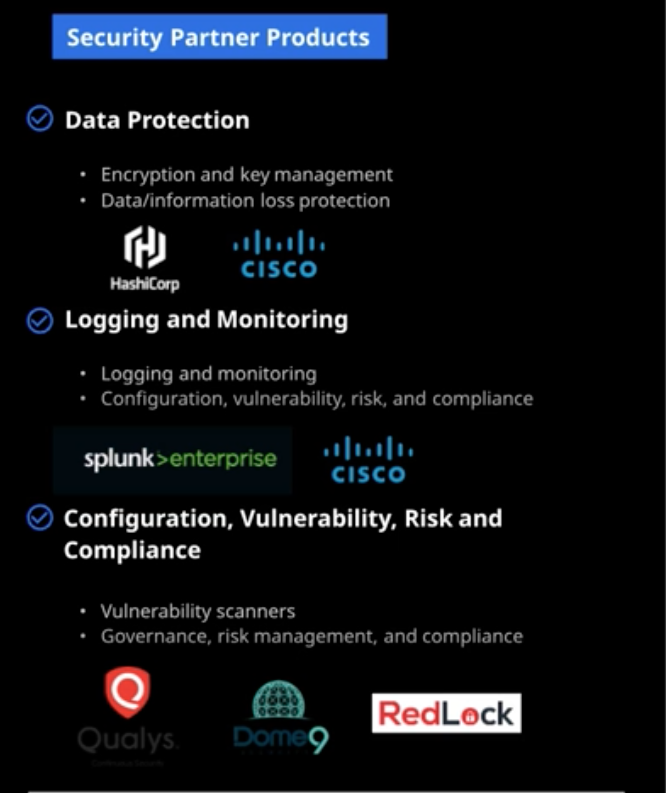 Security Partner Products
Data Protection
• Encryption and key management
• Data/information loss protection
HashiCorp
CISCO
Logging and Monitoring
• Logging and monitoring
• Configuration, vulnerability, risk, and compliance
splunk>enterprise
CISCO
Configuration, Vulnerability, Risk and
Compliance
• Vulnerability scanners
• Governance, risk management, and compliance
Qualys.
Dome9
RedLock